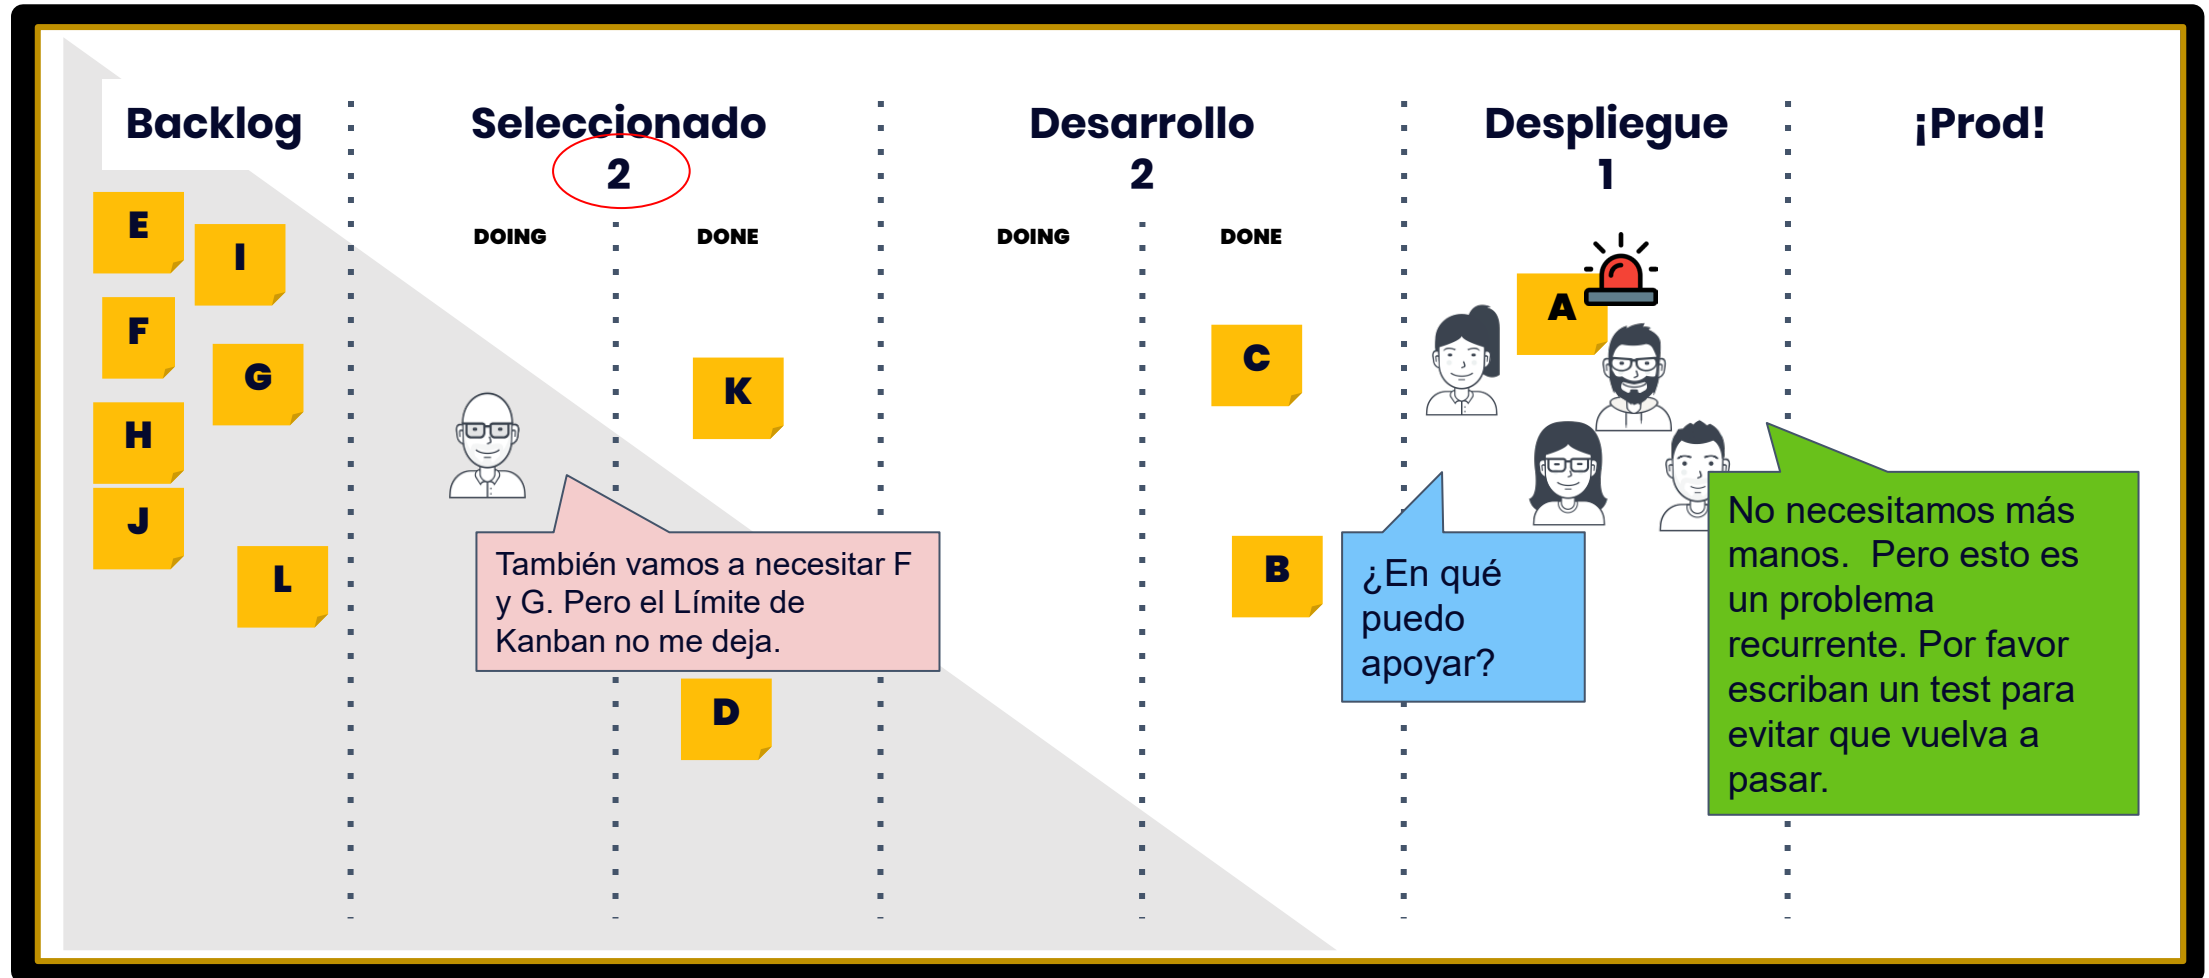 Backlog
Seleccionado
2
Desarrollo
2
Despliegue
1
¡Prod!
DOING
DONE
DOING
DONE
E
I
F
G
H
J
L
K
D
C
B
A
También vamos a necesitar F
y G. Pero el Límite de
Kanban no me deja.
¿En qué
puedo
apoyar?
No necesitamos más
manos.  Pero esto es
un problema
recurrente. Por favor
escriban un test para
evitar que vuelva a
pasar.